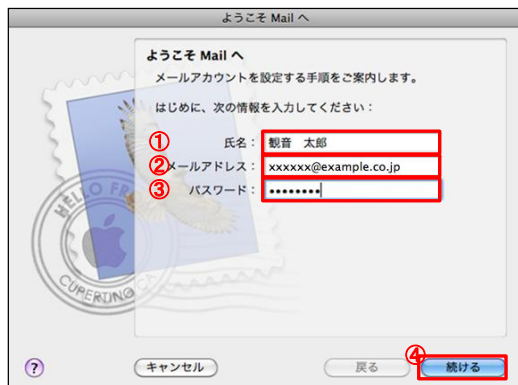 ようこそ Mail へ
ようこそ Mail へ
メールアカウントを設定する手順をご案内します。
はじめに、次の情報を入力してください：
① 氏名： 観音　太郎
② メールアドレス： xxxxxx@example.co.jp
③ パスワード： ••••••••
HELLO FR
CUPERTINO CA
? キャンセル 戻る ④ 続ける